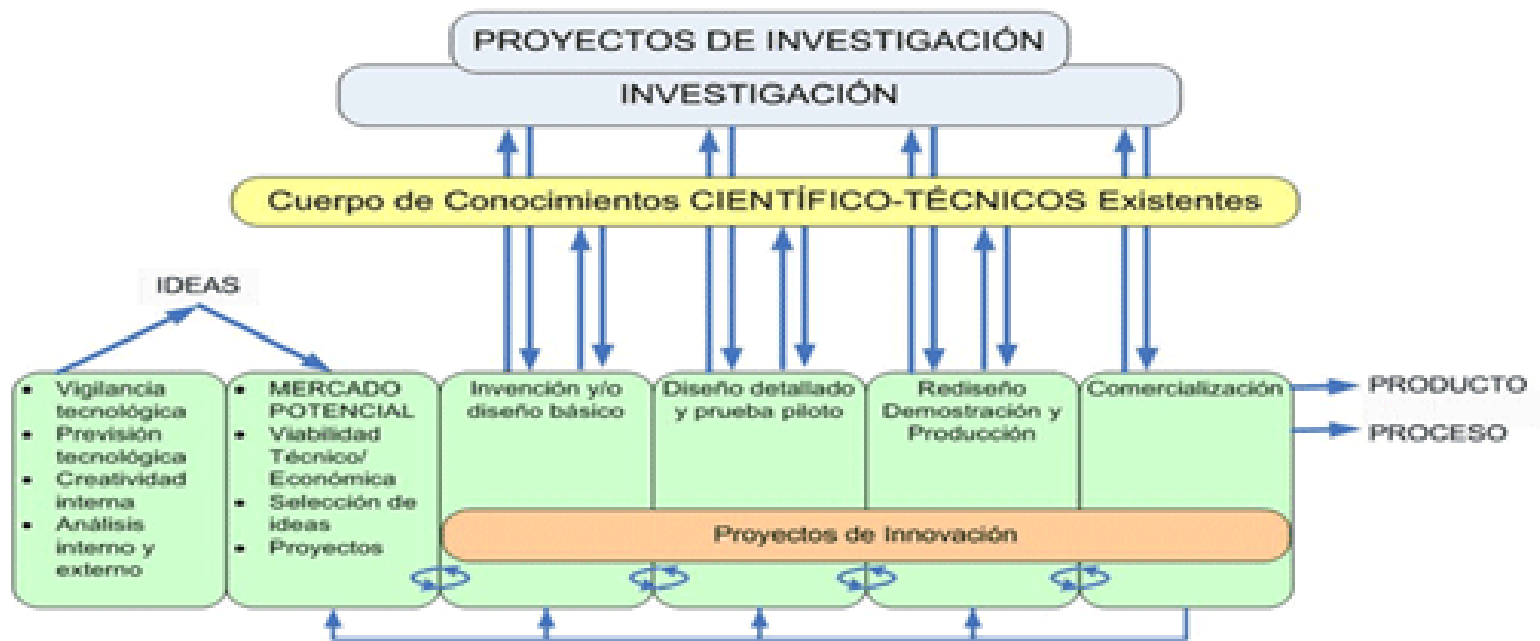 PROYECTOS DE INVESTIGACIÓN
INVESTIGACIÓN
Cuerpo de Conocimientos CIENTÍFICO-TÉCNICOS Existentes
IDEAS
• Vigilancia
tecnológica
• Previsión
tecnológica
• Creatividad
interna
• Análisis
interno y
externo
• MERCADO
POTENCIAL
• Viabilidad
Técnico/
Económica
• Selección de
ideas
• Proyectos
Invención y/o
diseño básico
Diseño detallado
y prueba piloto
Rediseño
Demostración y
Producción
Comercialización
PRODUCTO
PROCESO
Proyectos de Innovación